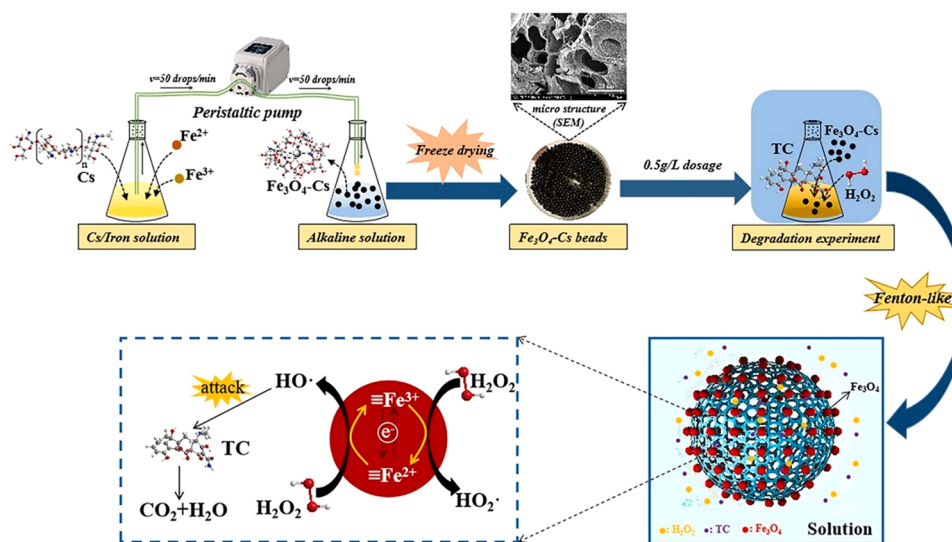 v=50 drops/min
v=50 drops/min
Peristaltic pump
n
Cs
Fe²⁺
Fe³⁺
Cs/Iron solution
Fe₃O₄-Cs
Alkaline solution
Freeze drying
micro structure
(SEM)
Fe₃O₄-Cs beads
0.5g/L dosage
TC
Fe₃O₄-Cs
H₂O₂
Degradation experiment
Fenton-like
attack
HO·
TC
CO₂+H₂O
≡Fe³⁺
e⁻
≡Fe²⁺
H₂O₂
H₂O₂
HO₂·
Fe₃O₄
: H₂O₂
: TC
: Fe₃O₄
Solution